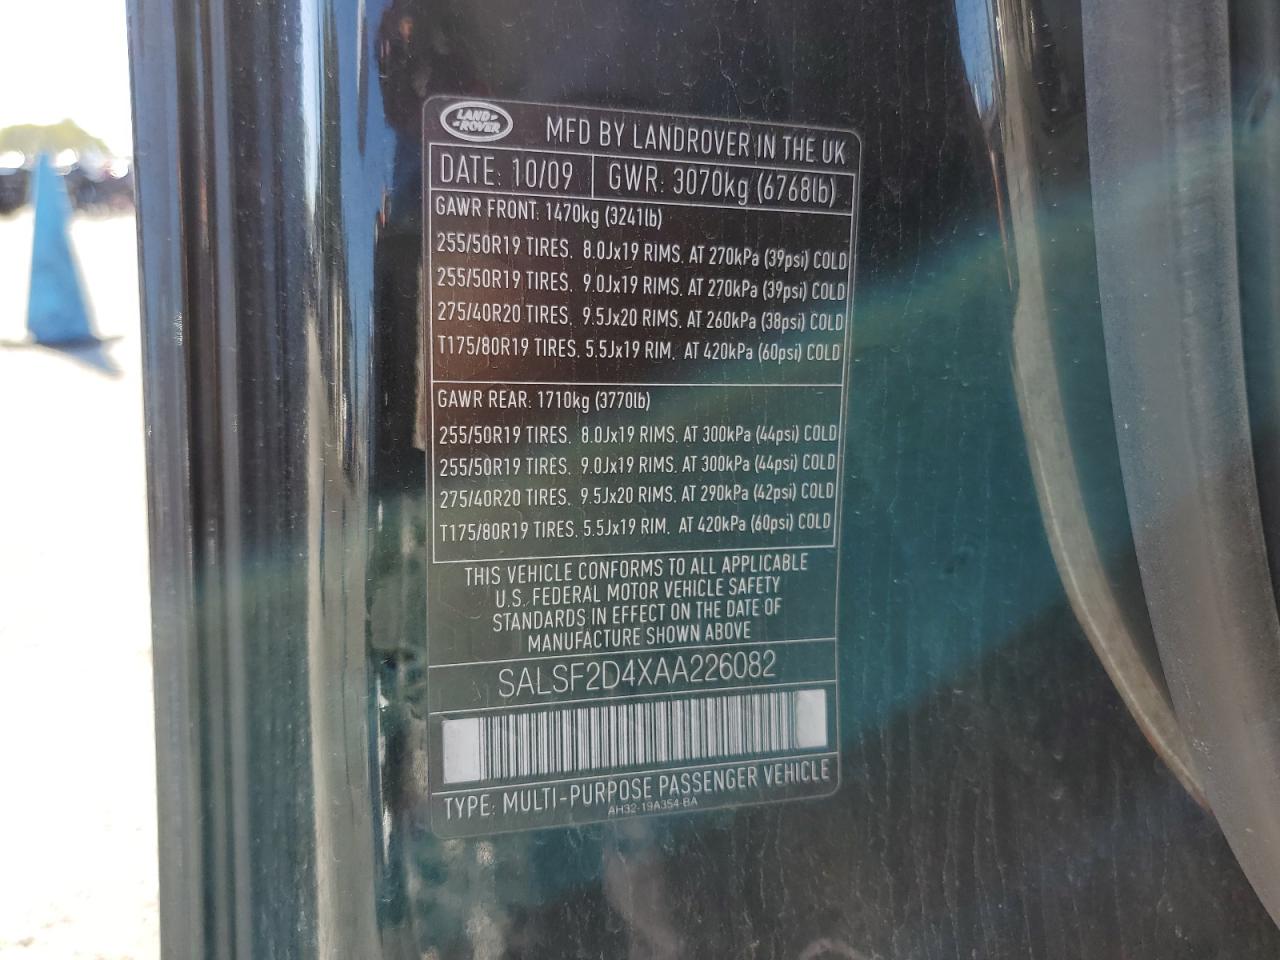 LAND
ROVER
MFD BY LANDROVER IN THE UK
DATE: 10/09 GWR: 3070kg (6768lb)
GAWR FRONT: 1470kg (3241lb)
255/50R19 TIRES, 8.0Jx19 RIMS, AT 270kPa (39psi) COLD
255/50R19 TIRES, 9.0Jx19 RIMS, AT 270kPa (39psi) COLD
275/40R20 TIRES, 9.5Jx20 RIMS, AT 260kPa (38psi) COLD
T175/80R19 TIRES, 5.5Jx19 RIM, AT 420kPa (60psi) COLD
GAWR REAR: 1710kg (3770lb)
255/50R19 TIRES, 8.0Jx19 RIMS, AT 300kPa (44psi) COLD
255/50R19 TIRES, 9.0Jx19 RIMS, AT 300kPa (44psi) COLD
275/40R20 TIRES, 9.5Jx20 RIMS, AT 290kPa (42psi) COLD
T175/80R19 TIRES, 5.5Jx19 RIM, AT 420kPa (60psi) COLD
THIS VEHICLE CONFORMS TO ALL APPLICABLE
U.S. FEDERAL MOTOR VEHICLE SAFETY
STANDARDS IN EFFECT ON THE DATE OF
MANUFACTURE SHOWN ABOVE
SALSF2D4XAA226082
TYPE: MULTI-PURPOSE PASSENGER VEHICLE
AH32-19A354-BA